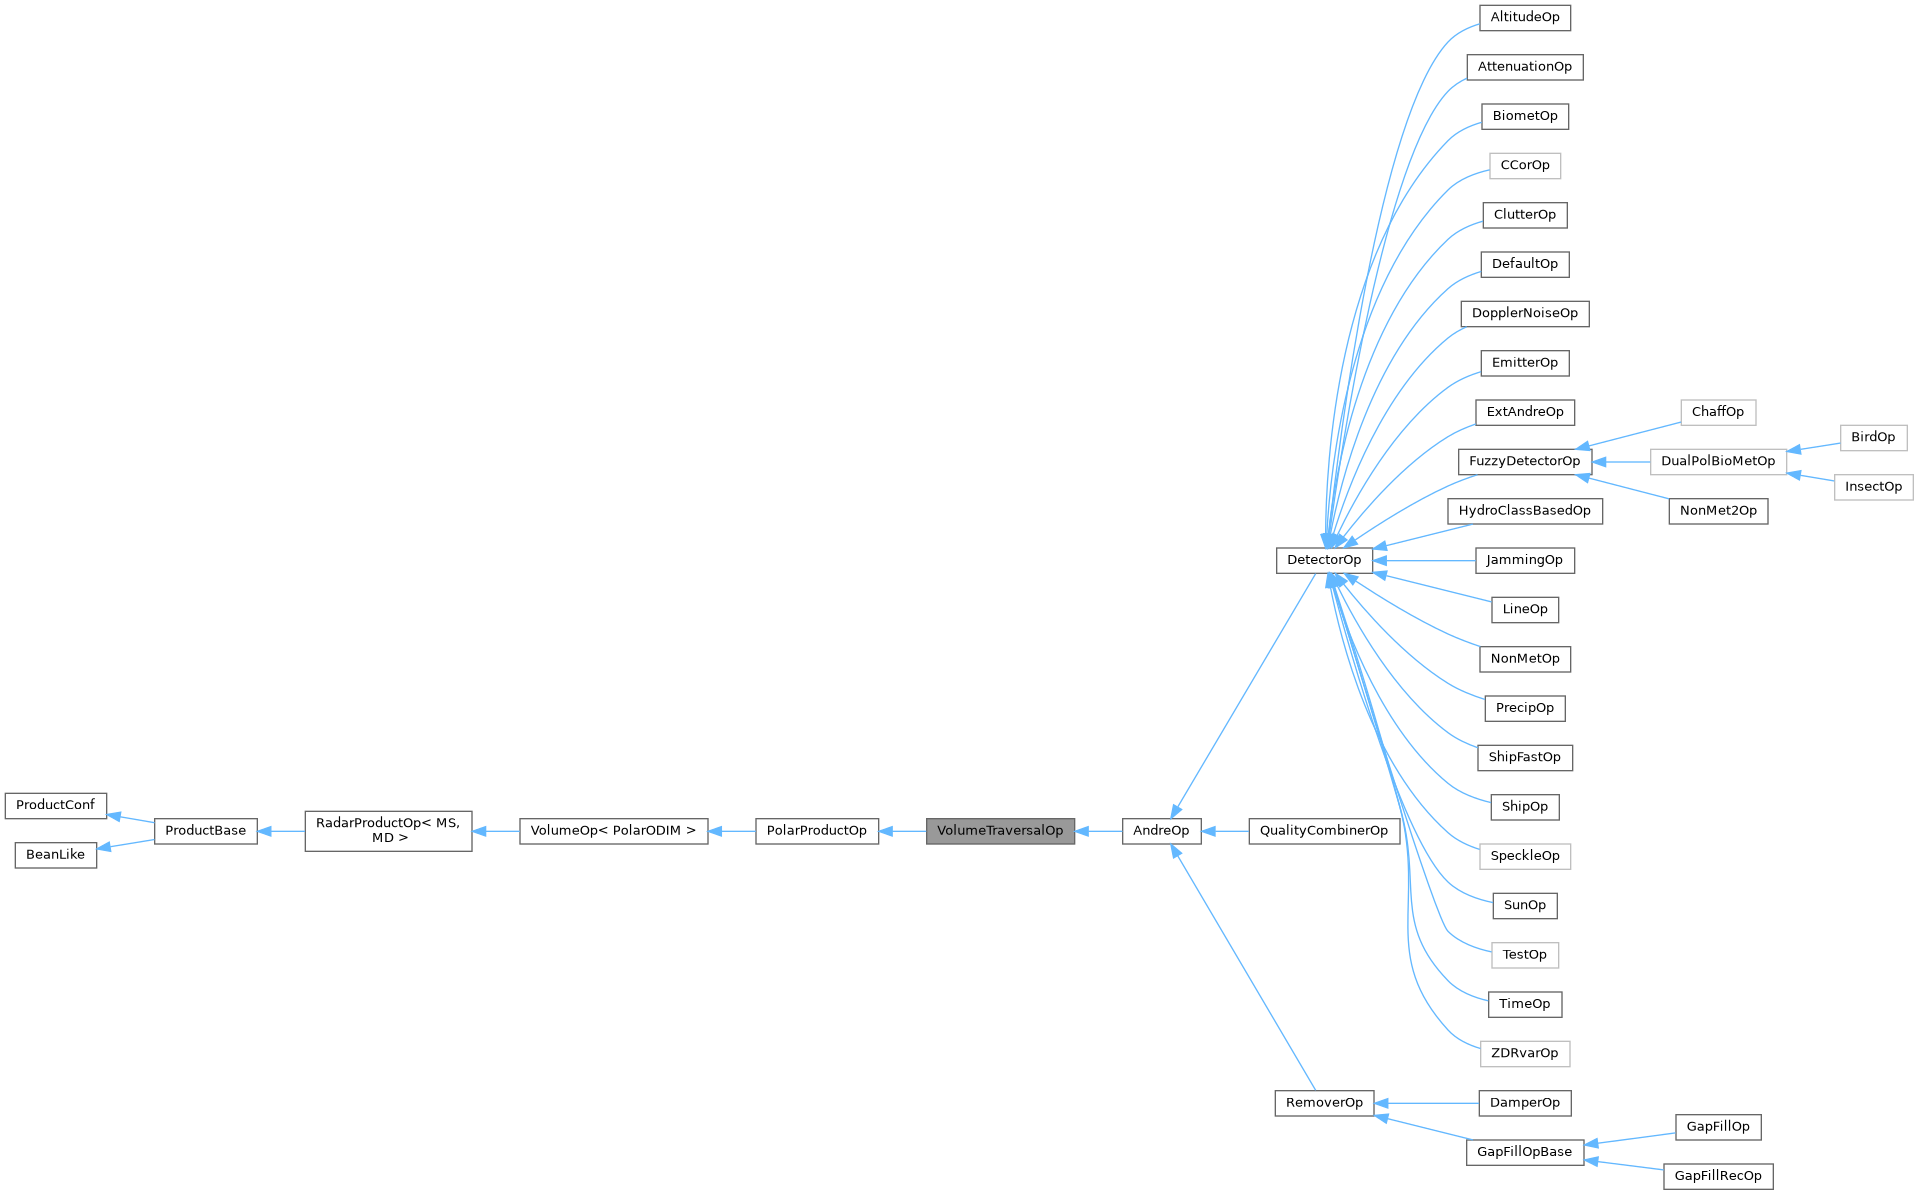 AltitudeOp
AttenuationOp
BiometOp
CCorOp
ClutterOp
DefaultOp
DopplerNoiseOp
EmitterOp
ExtAndreOp
ChaffOp
BirdOp
FuzzyDetectorOp
DualPolBioMetOp
InsectOp
HydroClassBasedOp
NonMet2Op
DetectorOp
JammingOp
LineOp
NonMetOp
PrecipOp
ShipFastOp
ProductConf
ShipOp
BeanLike
ProductBase
RadarProductOp< MS,
MD >
VolumeOp< PolarODIM >
PolarProductOp
VolumeTraversalOp
AndreOp
QualityCombinerOp
SpeckleOp
SunOp
TestOp
TimeOp
ZDRvarOp
RemoverOp
DamperOp
GapFillOpBase
GapFillOp
GapFillRecOp